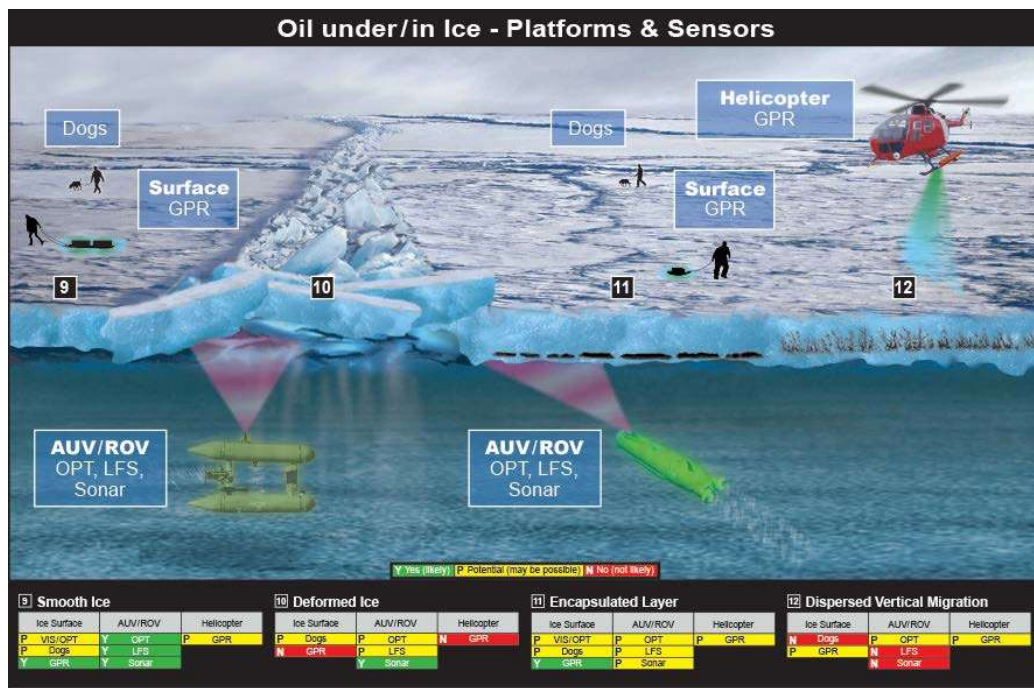 Oil under/in Ice - Platforms & Sensors
Helicopter
GPR
Dogs
Dogs
Surface
GPR
Surface
GPR
9
10
11
12
AUV/ROV
OPT, LFS,
Sonar
AUV/ROV
OPT, LFS,
Sonar
Y Yes (likely) P Potential (may be possible) N No (not likely)
9 Smooth Ice
Ice Surface AUV/ROV Helicopter
P VIS/OPT Y OPT P GPR
P Dogs Y LFS
Y GPR Y Sonar
10 Deformed Ice
Ice Surface AUV/ROV Helicopter
P Dogs P OPT N GPR
N GPR P LFS
Y Sonar
11 Encapsulated Layer
Ice Surface AUV/ROV Helicopter
P VIS/OPT P OPT P GPR
P Dogs P LFS
Y GPR P Sonar
12 Dispersed Vertical Migration
Ice Surface AUV/ROV Helicopter
N Dogs P OPT P GPR
P GPR N LFS
N Sonar